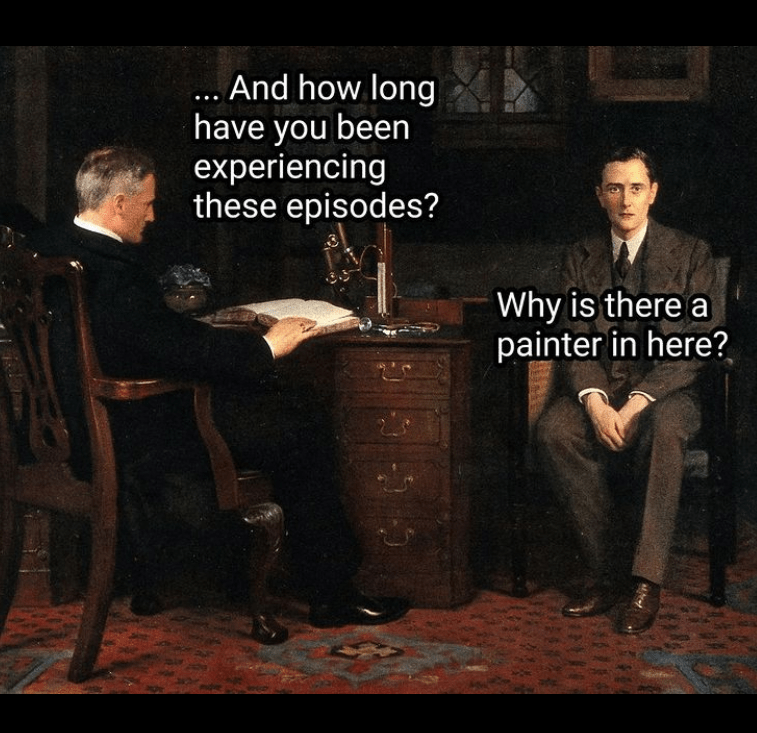 ... And how long
have you been
experiencing
these episodes?
Why is there a
painter in here?